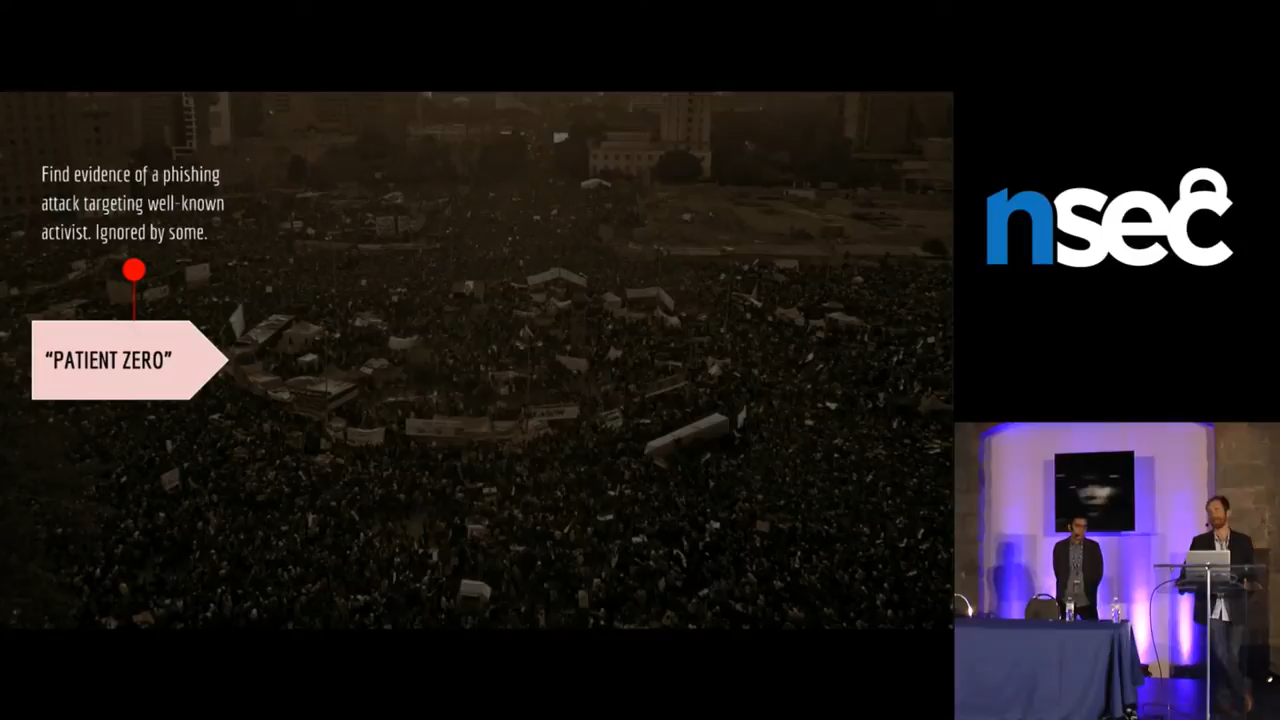 Find evidence of a phishing
attack targeting well-known
activist. Ignored by some.
“PATIENT ZERO”
nsec